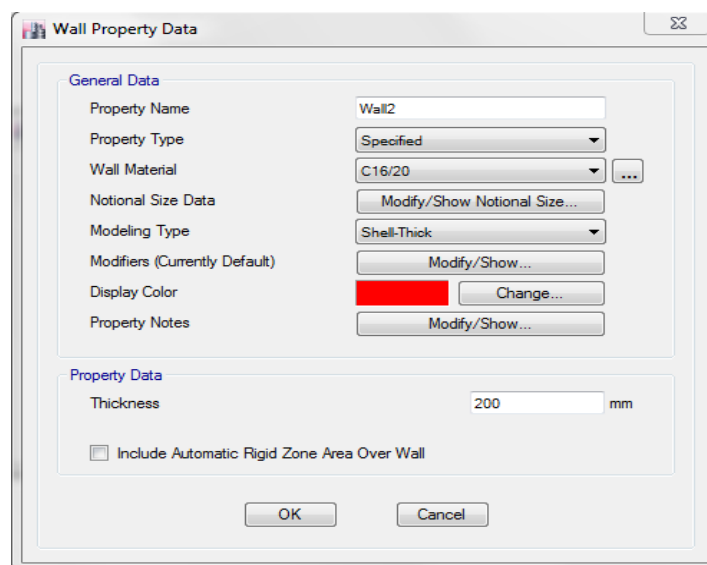 Wall Property Data
General Data
Property Name Wall2
Property Type Specified
Wall Material C16/20 ...
Notional Size Data Modify/Show Notional Size...
Modeling Type Shell-Thick
Modifiers (Currently Default) Modify/Show...
Display Color Change...
Property Notes Modify/Show...
Property Data
Thickness 200 mm
Include Automatic Rigid Zone Area Over Wall
OK Cancel